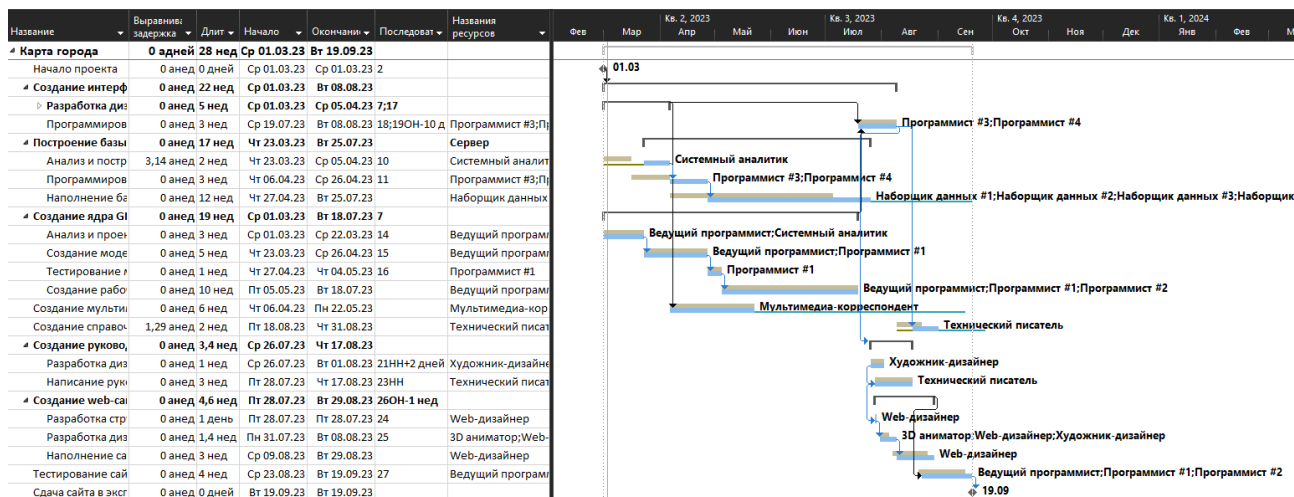 Название Выравнива задержка Длит Начало Окончани Последоват Названия ресурсов
Кв. 2, 2023 Кв. 3, 2023 Кв. 4, 2023 Кв. 1, 2024
Фев Мар Апр Май Июн Июл Авг Сен Окт Ноя Дек Янв Фев М
Карта города 0 адней 28 нед Ср 01.03.23 Вт 19.09.23
Начало проекта 0 анед 0 дней Ср 01.03.23 Ср 01.03.23 2 01.03
Создание интерф 0 анед 22 нед Ср 01.03.23 Вт 08.08.23
Разработка диз 0 анед 5 нед Ср 01.03.23 Ср 05.04.23 7;17
Программиров 0 анед 3 нед Ср 19.07.23 Вт 08.08.23 18;19ОН-10 д Программист #3;Пр Программист #3;Программист #4
Построение базы 0 анед 17 нед Чт 23.03.23 Вт 25.07.23 Сервер
Анализ и постр 3,14 анед 2 нед Чт 23.03.23 Ср 05.04.23 10 Системный аналит Системный аналитик
Программиров 0 анед 3 нед Чт 06.04.23 Ср 26.04.23 11 Программист #3;Пр Программист #3;Программист #4
Наполнение ба 0 анед 12 нед Чт 27.04.23 Вт 25.07.23 Наборщик данных Наборщик данных #1;Наборщик данных #2;Наборщик данных #3;Наборщик
Создание ядра GI 0 анед 19 нед Ср 01.03.23 Вт 18.07.23 7
Анализ и проен 0 анед 3 нед Ср 01.03.23 Ср 22.03.23 14 Ведущий програм Ведущий программист;Системный аналитик
Создание моде 0 анед 5 нед Чт 23.03.23 Ср 26.04.23 15 Ведущий програм Ведущий программист;Программист #1
Тестирование м 0 анед 1 нед Чт 27.04.23 Чт 04.05.23 16 Программист #1 Программист #1
Создание рабо 0 анед 10 нед Пт 05.05.23 Вт 18.07.23 Ведущий програм Ведущий программист;Программист #1;Программист #2
Создание мульти 0 анед 6 нед Чт 06.04.23 Пн 22.05.23 Мультимедиа-кор Мультимедиа-корреспондент
Создание справоч 1,29 анед 2 нед Пт 18.08.23 Чт 31.08.23 Технический писат Технический писатель
Создание руково 0 анед 3,4 нед Ср 26.07.23 Чт 17.08.23
Разработка диз 0 анед 1 нед Ср 26.07.23 Вт 01.08.23 21НН+2 дней Художник-дизайне Художник-дизайнер
Написание рук 0 анед 3 нед Пт 28.07.23 Чт 17.08.23 23НН Технический писат Технический писатель
Создание web-са 0 анед 4,6 нед Пт 28.07.23 Вт 29.08.23 26ОН-1 нед
Разработка стр 0 анед 1 день Пт 28.07.23 Пт 28.07.23 24 Web-дизайнер Web-дизайнер
Разработка диз 0 анед 1,4 нед Пн 31.07.23 Вт 08.08.23 25 3D аниматор;Web- 3D аниматор;Web-дизайнер;Художник-дизайнер
Наполнение са 0 анед 3 нед Ср 09.08.23 Вт 29.08.23 Web-дизайнер Web-дизайнер
Тестирование сай 0 анед 4 нед Ср 23.08.23 Вт 19.09.23 27 Ведущий програм Ведущий программист;Программист #1;Программист #2
Сдача сайта в эксп 0 анед 0 дней Вт 19.09.23 Вт 19.09.23 19.09